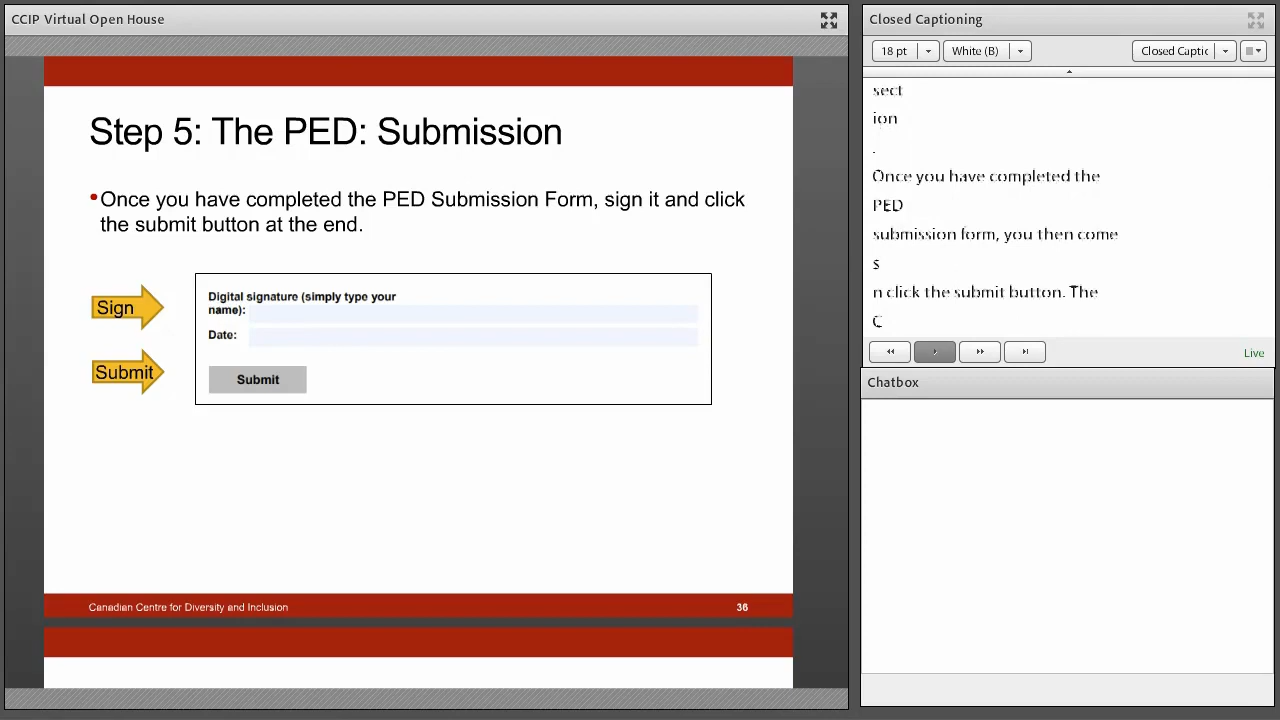 CCIP Virtual Open House
Step 5: The PED: Submission
•Once you have completed the PED Submission Form, sign it and click
the submit button at the end.
Sign
Digital signature (simply type your
name):
Date:
Submit
Submit
Canadian Centre for Diversity and Inclusion
36
Closed Captioning
18 pt
White (B)
Closed Captic
sect
ion
.
Once you have completed the
PED
submission form, you then come
s
n click the submit button. The
C
Live
Chatbox